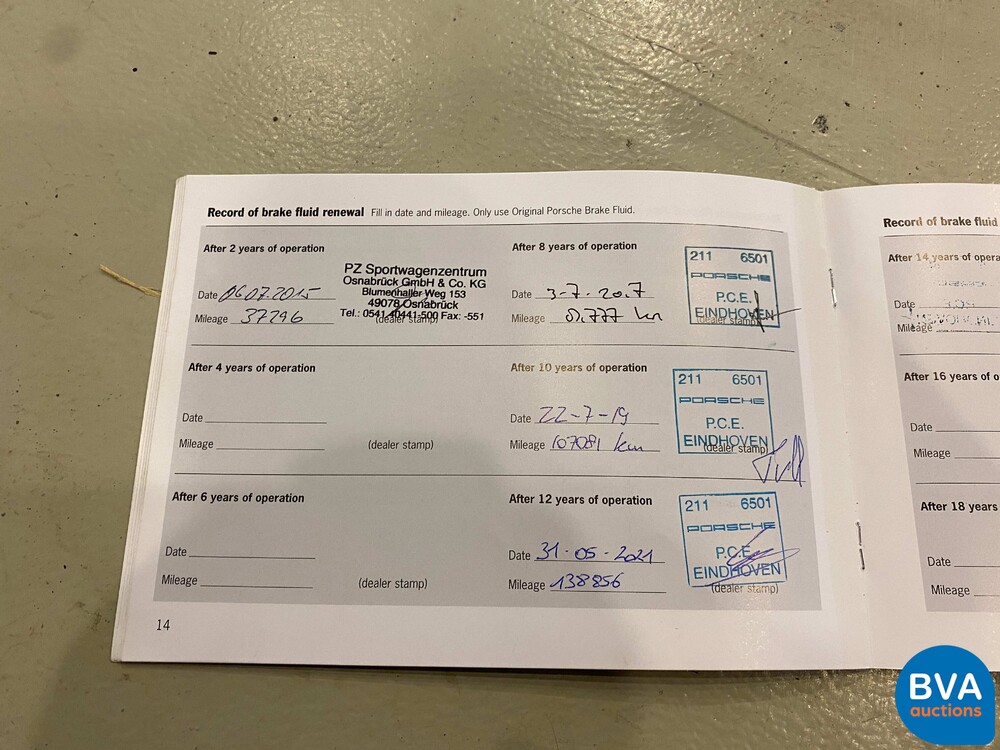 Record of brake fluid renewal Fill in date and mileage. Only use Original Porsche Brake Fluid.
After 2 years of operation
PZ Sportwagenzentrum
Osnabrück GmbH & Co. KG
Blumenhaller Weg 153
49078 Osnabrück
Tel.: 0541 40441-500 Fax: -551
Date 06.07.2015
Mileage 37296
(dealer stamp)
After 4 years of operation
Date
Mileage
(dealer stamp)
After 6 years of operation
Date
Mileage
(dealer stamp)
After 8 years of operation
Date 3-7-20.7
Mileage km
211 6501
PORSCHE
P.C.E.
EINDHOVEN
(dealer stamp)
After 10 years of operation
Date 22-7-19
Mileage 107091 km
211 6501
PORSCHE
P.C.E.
EINDHOVEN
(dealer stamp)
After 12 years of operation
Date 31-05-2021
Mileage 138856
211 6501
PORSCHE
P.C.E.
EINDHOVEN
(dealer stamp)
14
Record of brake fluid
After 14 years of opera
Date
Mileage
After 16 years of o
Date
Mileage
After 18 years
Date
Mileage
BVA
auctions